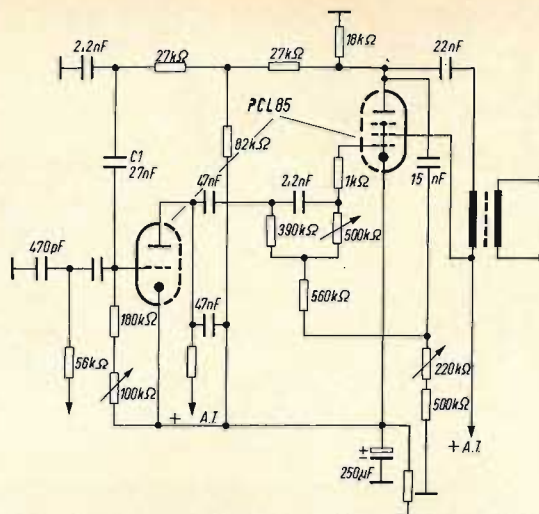 18kΩ
2,2nF
27kΩ
27kΩ
22nF
PCL85
C1
27nF
82kΩ
47nF
2,2nF
1kΩ
15 nF
470pF
390kΩ
500kΩ
180kΩ
47nF
560kΩ
56kΩ
100kΩ
220kΩ
+ A.T.
500kΩ
+ A.T.
±
250µF